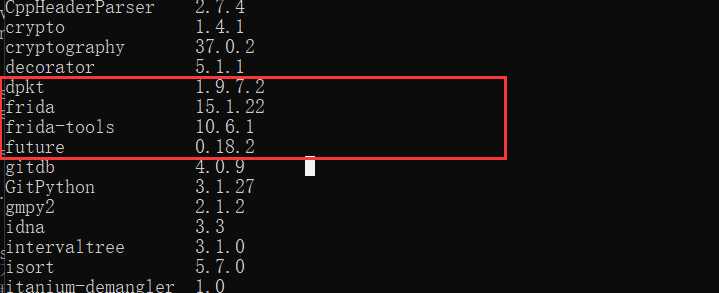 CppHeaderParser 2.7.4
crypto 1.4.1
cryptography 37.0.2
decorator 5.1.1
dpkt 1.9.7.2
frida 15.1.22
frida-tools 10.6.1
future 0.18.2
gitdb 4.0.9
GitPython 3.1.27
gmpy2 2.1.2
idna 3.3
intervaltree 3.1.0
isort 5.7.0
itanium-demangler 1.0